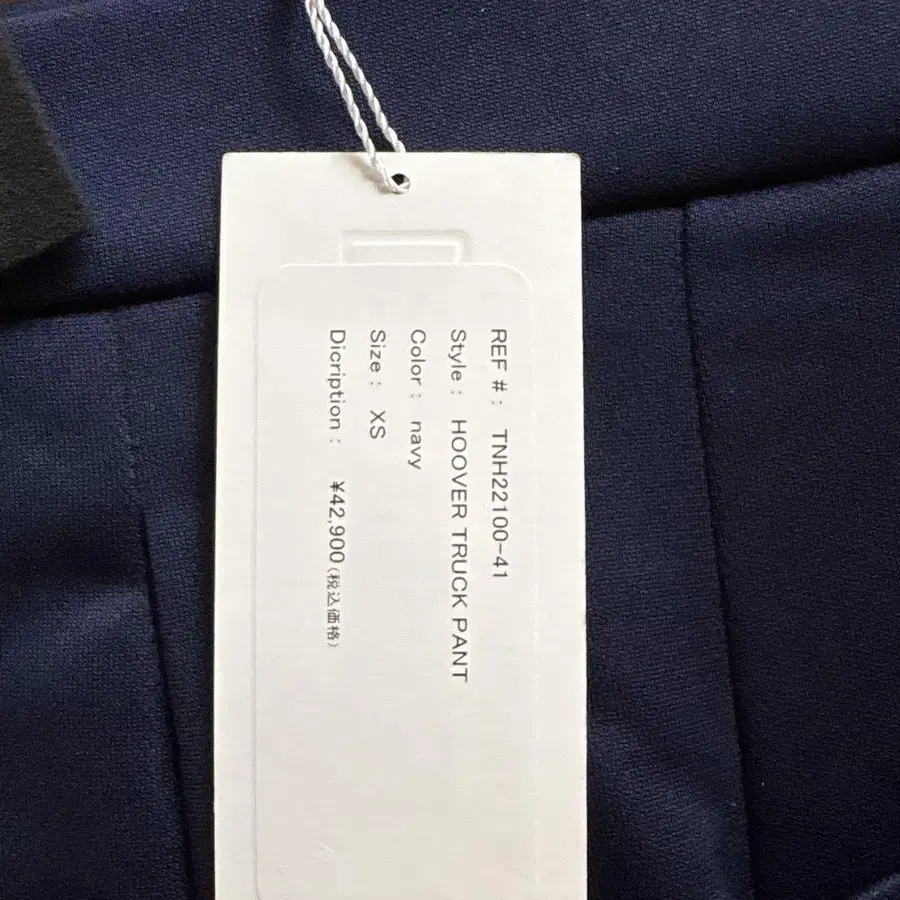 REF #： TNH22100-41
Style： HOOVER TRUCK PANT
Color： navy
Size： XS
Dicription： ¥42,900(税込価格)